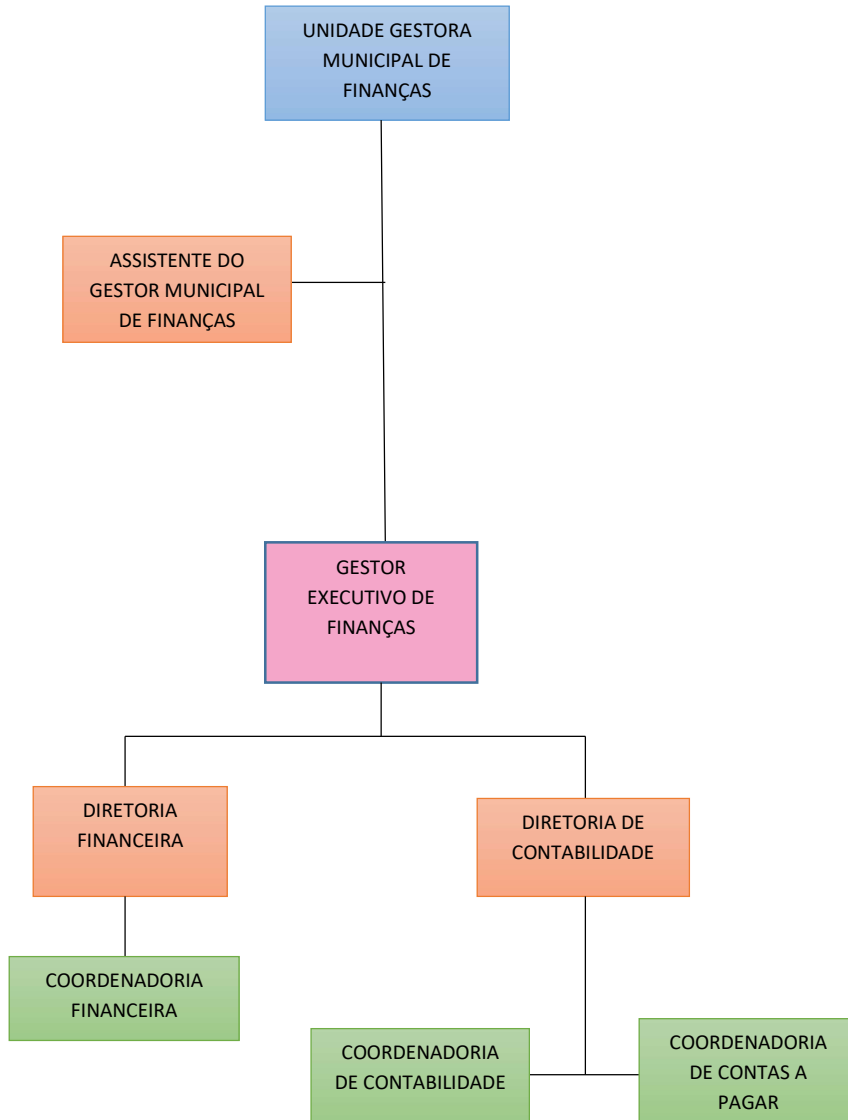 UNIDADE GESTORA
MUNICIPAL DE
FINANÇAS
ASSISTENTE DO
GESTOR MUNICIPAL
DE FINANÇAS
GESTOR
EXECUTIVO DE
FINANÇAS
DIRETORIA
FINANCEIRA
DIRETORIA DE
CONTABILIDADE
COORDENADORIA
FINANCEIRA
COORDENADORIA
DE CONTABILIDADE
COORDENADORIA
DE CONTAS A
PAGAR